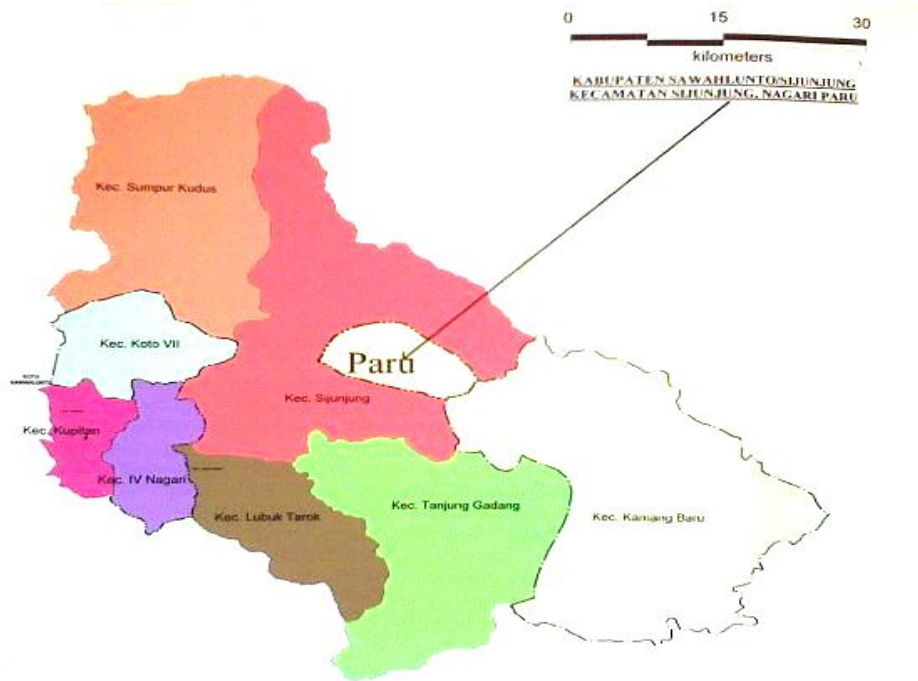 0 15 30
kilometers
KABUPATEN SAWAHLUNTO/SIJUNJUNG
KECAMATAN SIJUNJUNG, NAGARI PARU
Kec. Sumpur Kudus
Kec. Koto VII
Paru
KOTA
Kec. Sijunjung
Kec. Kupitan
Kec. IV Nagari
Kec. Tanjung Gadang
Kec. Lubuk Tarok
Kec. Kamang Baru